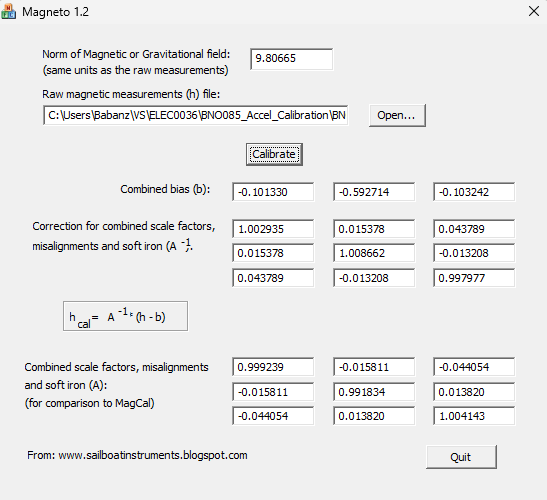 Magneto 1.2
Norm of Magnetic or Gravitational field:
(same units as the raw measurements)
9.80665
Raw magnetic measurements (h) file:
C:\Users\Babanz\VS\ELEC0036\BNO085_Accel_Calibration\BN
Open...
Calibrate
Combined bias (b):
-0.101330 -0.592714 -0.103242
Correction for combined scale factors,
misalignments and soft iron (A -1
1.002935 0.015378 0.043789
0.015378 1.008662 -0.013208
0.043789 -0.013208 0.997977
h cal = A -1 * (h - b)
Combined scale factors, misalignments
and soft iron (A):
(for comparison to MagCal)
0.999239 -0.015811 -0.044054
-0.015811 0.991834 0.013820
-0.044054 0.013820 1.004143
From: www.sailboatinstruments.blogspot.com
Quit